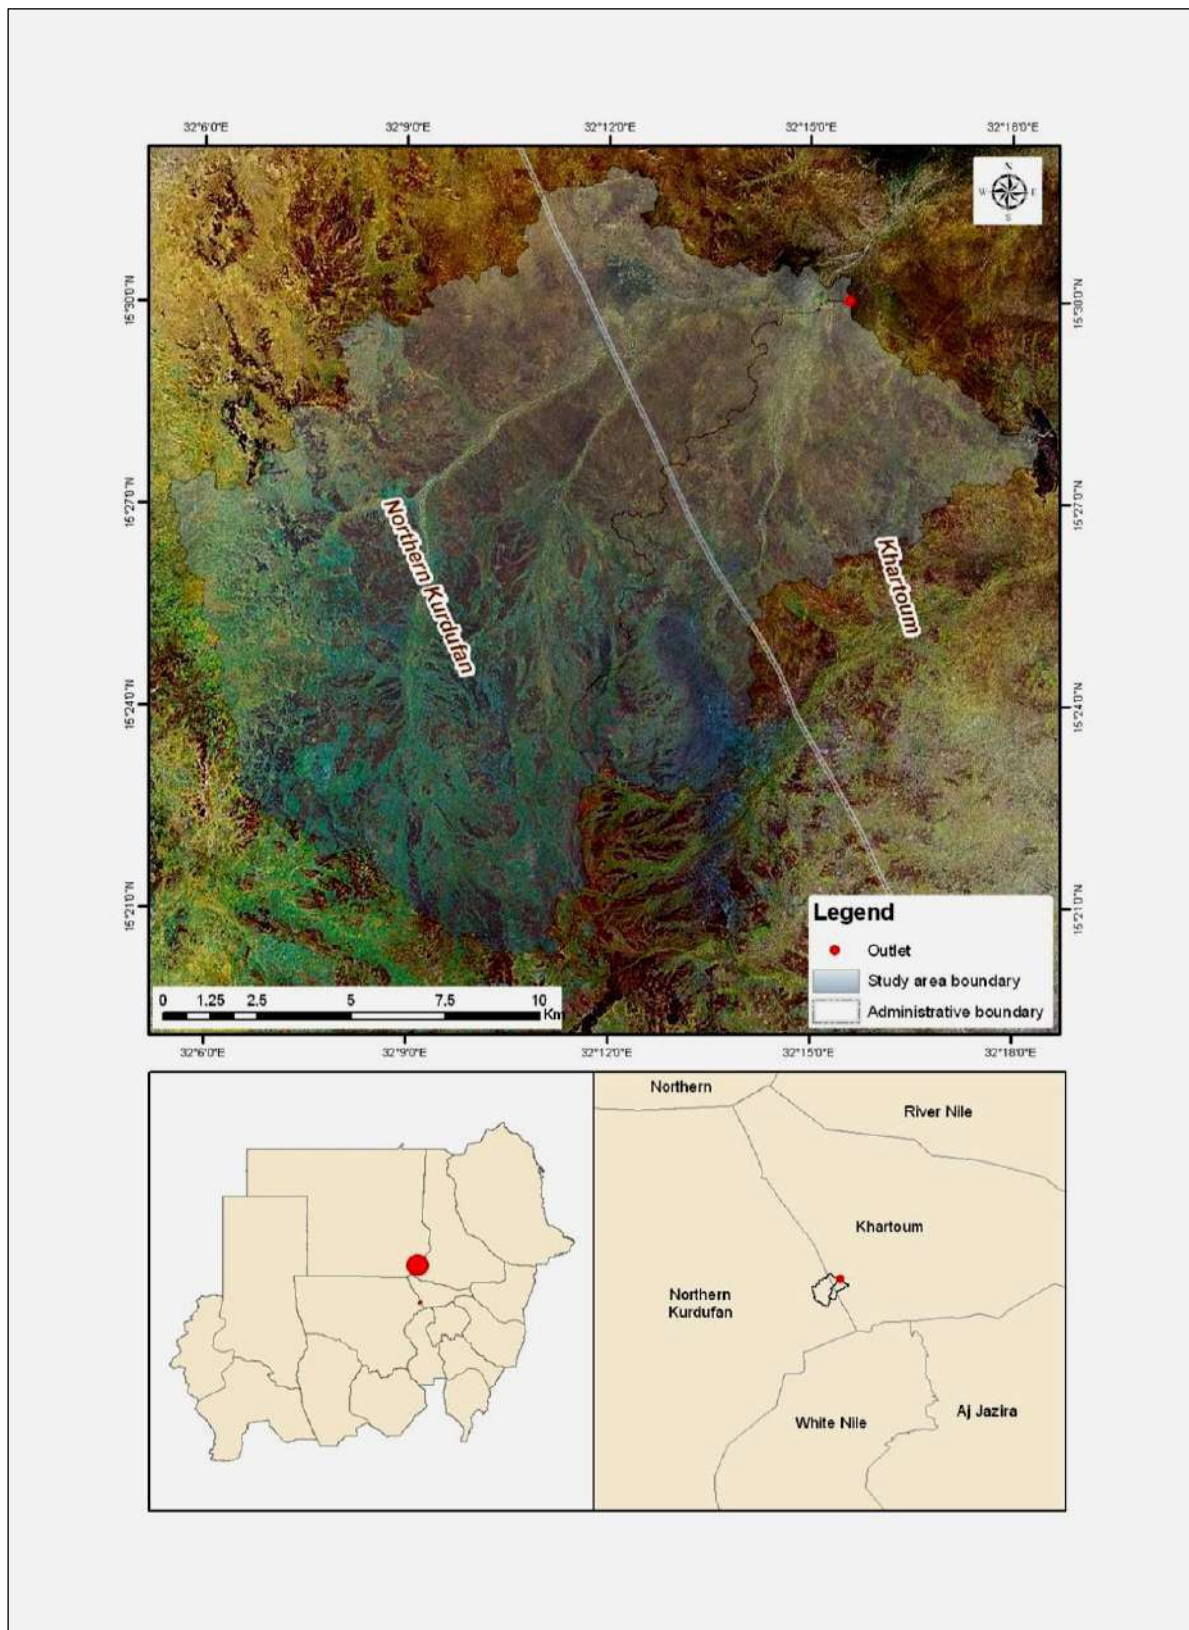 32°6'0"E 32°9'0"E 32°12'0"E 32°15'0"E 32°18'0"E
N
W E
S
15°30'0"N
15°30'0"N
15°27'0"N
15°27'0"N
Northern Kurdufan
Khartoum
15°24'0"N
15°24'0"N
15°21'0"N
15°21'0"N
Legend
Outlet
Study area boundary
Administrative boundary
0 1.25 2.5 5 7.5 10
Km
32°6'0"E 32°9'0"E 32°12'0"E 32°15'0"E 32°18'0"E
Northern
River Nile
Khartoum
Northern
Kurdufan
White Nile
Aj Jazira